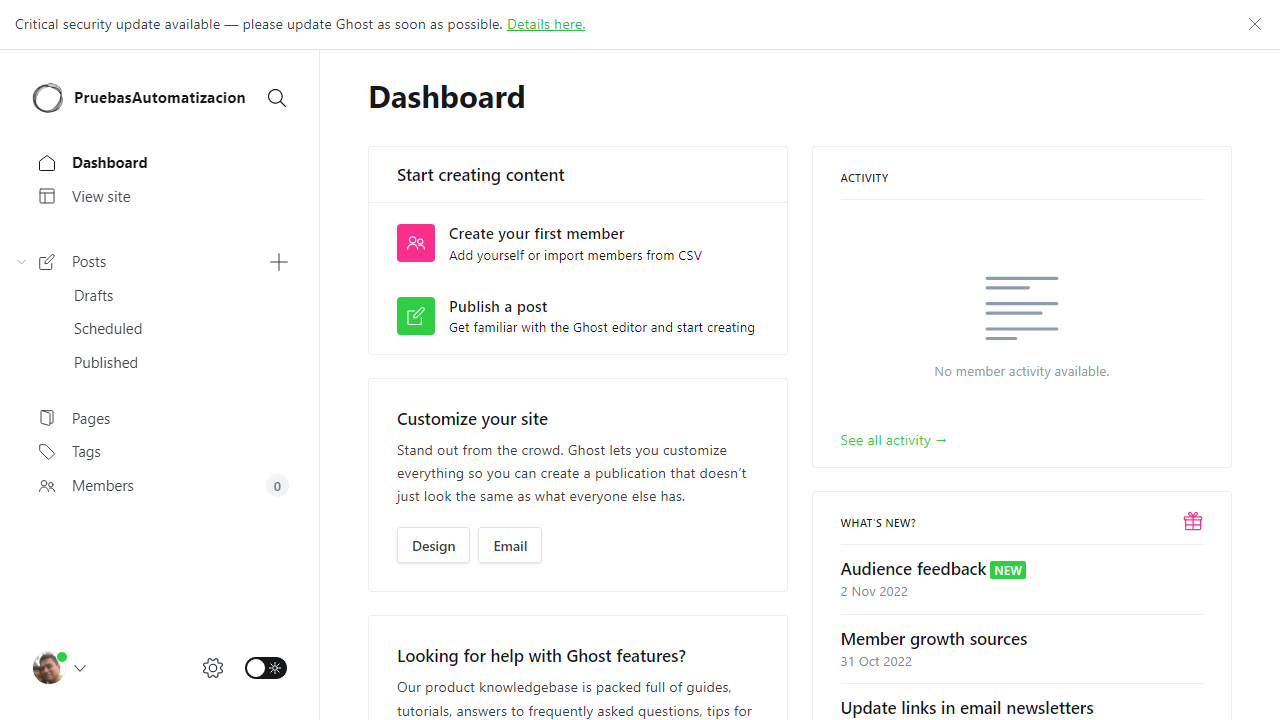 Critical security update available — please update Ghost as soon as possible. Details here.
PruebasAutomatizacion
Dashboard
View site
Posts
Drafts
Scheduled
Published
Pages
Tags
Members 0
Dashboard
Start creating content
Create your first member
Add yourself or import members from CSV
Publish a post
Get familiar with the Ghost editor and start creating
Customize your site
Stand out from the crowd. Ghost lets you customize
everything so you can create a publication that doesn’t
just look the same as what everyone else has.
Design Email
Looking for help with Ghost features?
Our product knowledgebase is packed full of guides,
tutorials, answers to frequently asked questions, tips for
ACTIVITY
No member activity available.
See all activity →
WHAT'S NEW?
Audience feedback NEW
2 Nov 2022
Member growth sources
31 Oct 2022
Update links in email newsletters